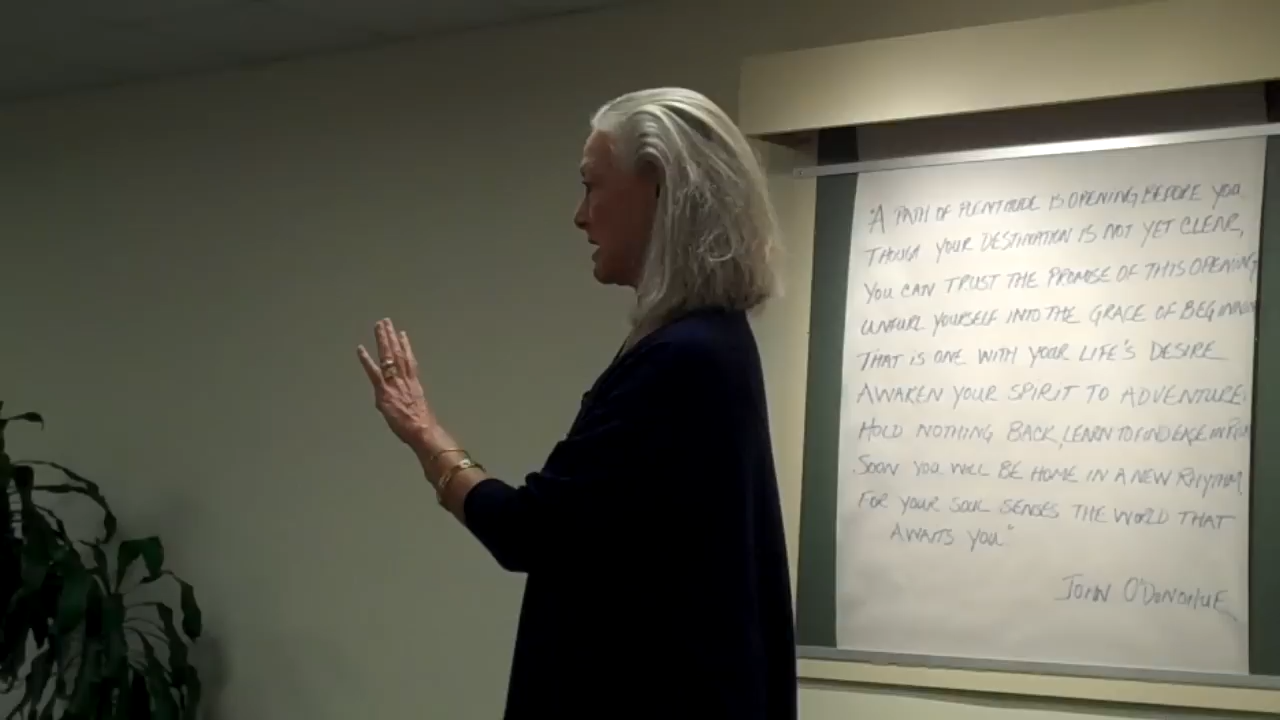 "A PATH OF PLENTITUDE IS OPENING BEFORE YOU
THOUGH YOUR DESTINATION IS NOT YET CLEAR,
YOU CAN TRUST THE PROMISE OF THIS OPENING
UNFURL YOURSELF INTO THE GRACE OF BEGINNING
THAT IS ONE WITH YOUR LIFE'S DESIRE
AWAKEN YOUR SPIRIT TO ADVENTURE
HOLD NOTHING BACK, LEARN TO FIND EASE IN
SOON YOU WILL BE HOME IN A NEW RHYTHM
FOR YOUR SOUL SENSES THE WORLD THAT
AWAITS YOU"
JOHN O'DONOHUE